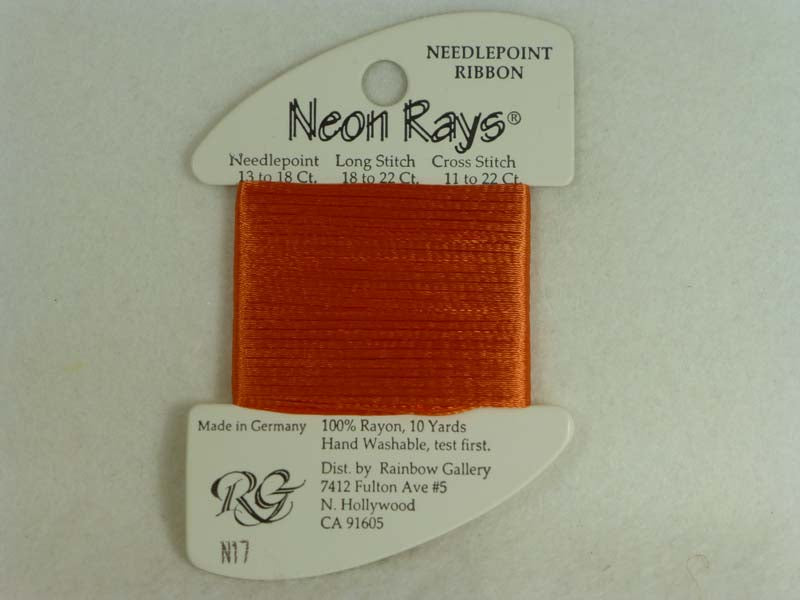 NEEDLEPOINT
RIBBON
Neon Rays®
Needlepoint Long Stitch Cross Stitch
13 to 18 Ct. 18 to 22 Ct. 11 to 22 Ct.
Made in Germany
100% Rayon, 10 Yards
Hand Washable, test first.
Dist. by Rainbow Gallery
7412 Fulton Ave #5
N. Hollywood
CA 91605
RG
N17